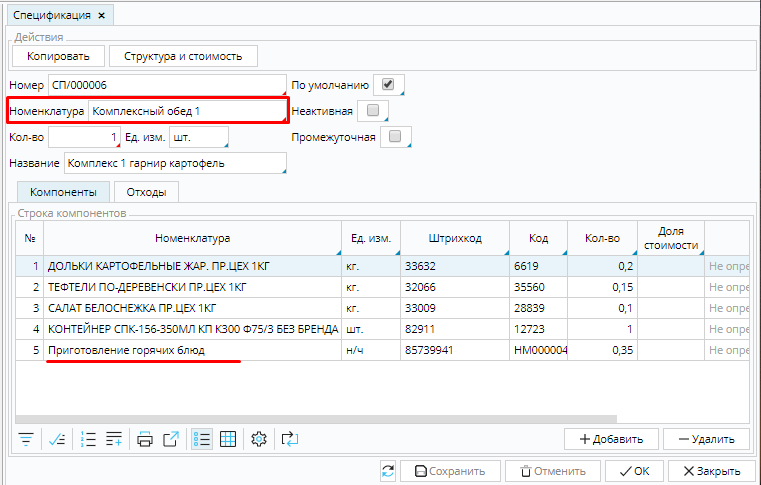 Спецификация ×
Действия
Копировать Структура и стоимость
Номер СП/000006 По умолчанию
Номенклатура Комплексный обед 1 Неактивная
Кол-во 1 Ед. изм. шт. Промежуточная
Название Комплекс 1 гарнир картофель
Компоненты Отходы
Строка компонентов
№ Номенклатура Ед. изм. Штрихкод Код Кол-во Доля стоимости
1 ДОЛЬКИ КАРТОФЕЛЬНЫЕ ЖАР. ПР.ЦЕХ 1КГ кг. 33632 6619 0,2 Не опре
2 ТЕФТЕЛИ ПО-ДЕРЕВЕНСКИ ПР.ЦЕХ 1КГ кг. 32066 35560 0,15 Не опре
3 САЛАТ БЕЛОСНЕЖКА ПР.ЦЕХ 1КГ кг. 33009 28839 0,1 Не опре
4 КОНТЕЙНЕР СПК-156-350МЛ КП К300 Ф75/3 БЕЗ БРЕНДА шт. 82911 12723 1 Не опре
5 Приготовление горячих блюд н/ч 85739941 НМ000004 0,35 Не опре
Добавить Удалить
Сохранить Отменить ОК Закрыть